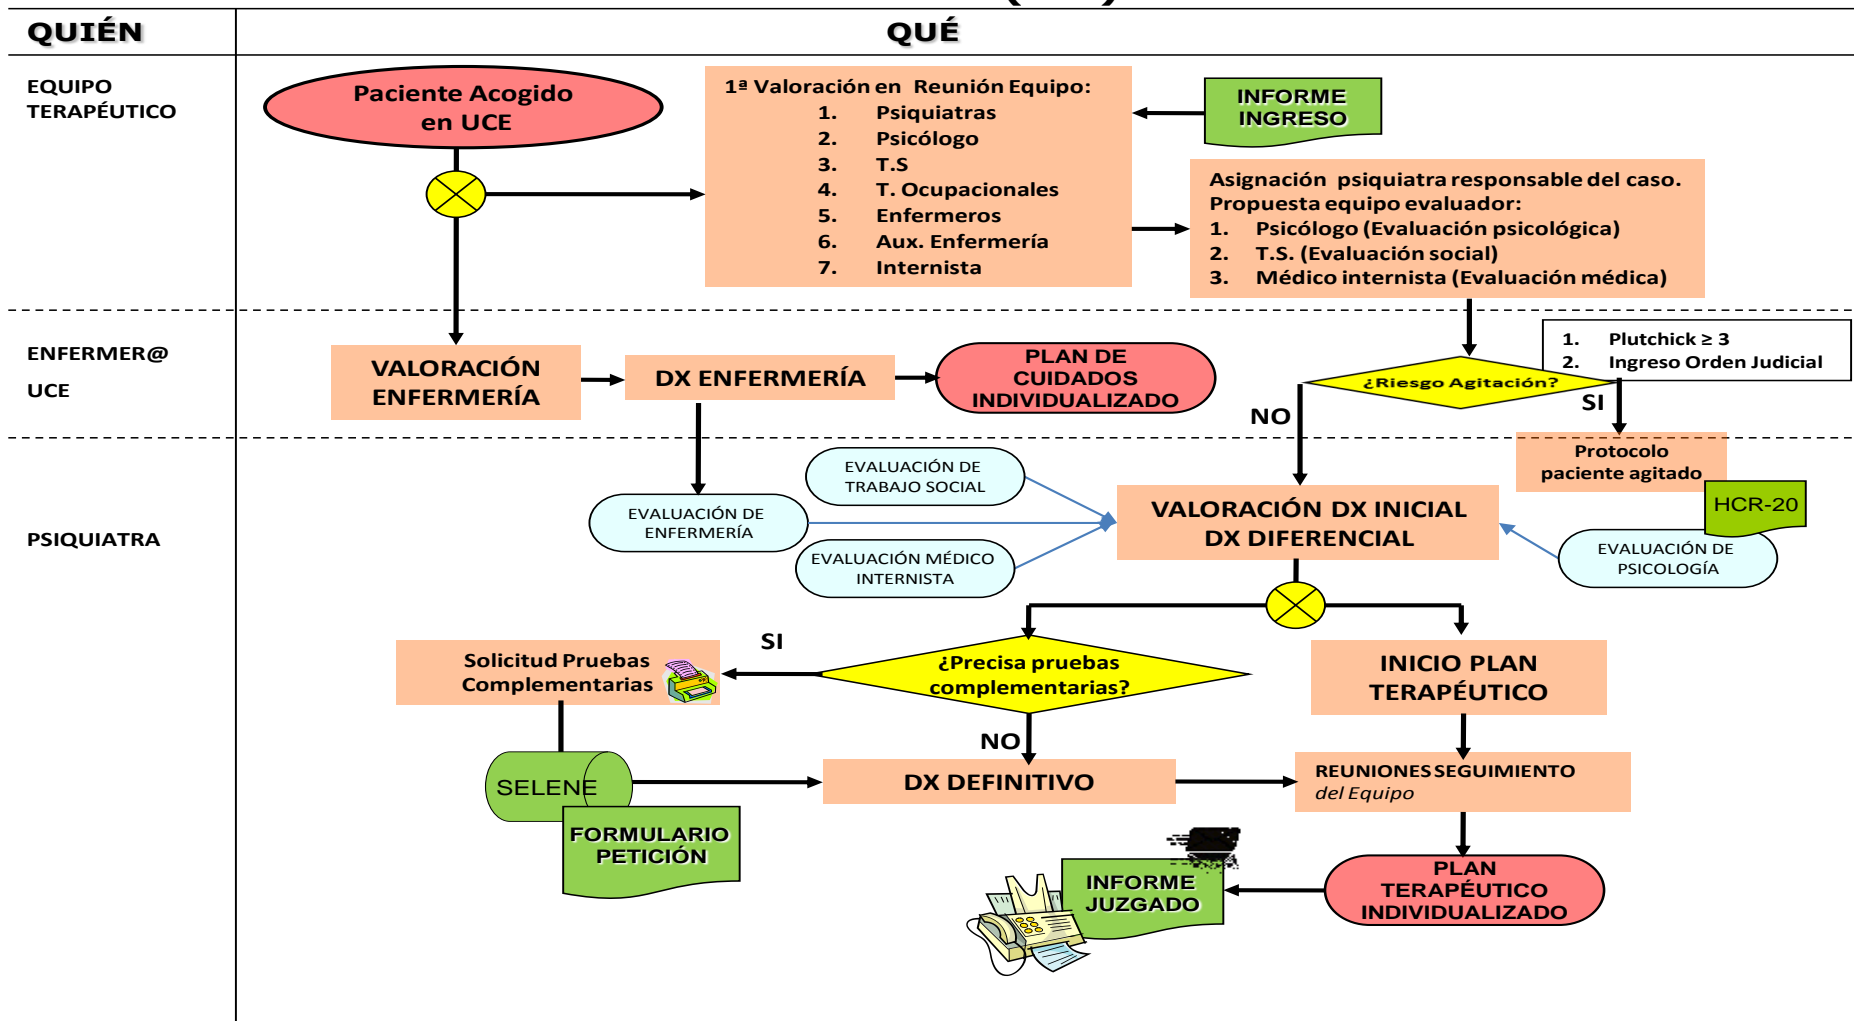 QUIÉN
QUÉ
EQUIPO
TERAPÉUTICO
Paciente Acogido
en UCE
1ª Valoración en Reunión Equipo:
1. Psiquiatras
2. Psicólogo
3. T.S
4. T. Ocupacionales
5. Enfermeros
6. Aux. Enfermería
7. Internista
INFORME
INGRESO
Asignación psiquiatra responsable del caso.
Propuesta equipo evaluador:
1. Psicólogo (Evaluación psicológica)
2. T.S. (Evaluación social)
3. Médico internista (Evaluación médica)
ENFERMER@
UCE
VALORACIÓN
ENFERMERÍA
DX ENFERMERÍA
PLAN DE
CUIDADOS
INDIVIDUALIZADO
1. Plutchick ≥ 3
2. Ingreso Orden Judicial
¿Riesgo Agitación?
NO
SI
Protocolo
paciente agitado
HCR-20
PSIQUIATRA
EVALUACIÓN DE
TRABAJO SOCIAL
EVALUACIÓN DE
ENFERMERÍA
EVALUACIÓN MÉDICO
INTERNISTA
VALORACIÓN DX INICIAL
DX DIFERENCIAL
EVALUACIÓN DE
PSICOLOGÍA
SI
Solicitud Pruebas
Complementarias
¿Precisa pruebas
complementarias?
INICIO PLAN
TERAPÉUTICO
NO
SELENE
DX DEFINITIVO
REUNIONES SEGUIMIENTO
del Equipo
FORMULARIO
PETICIÓN
INFORME
JUZGADO
PLAN
TERAPÉUTICO
INDIVIDUALIZADO